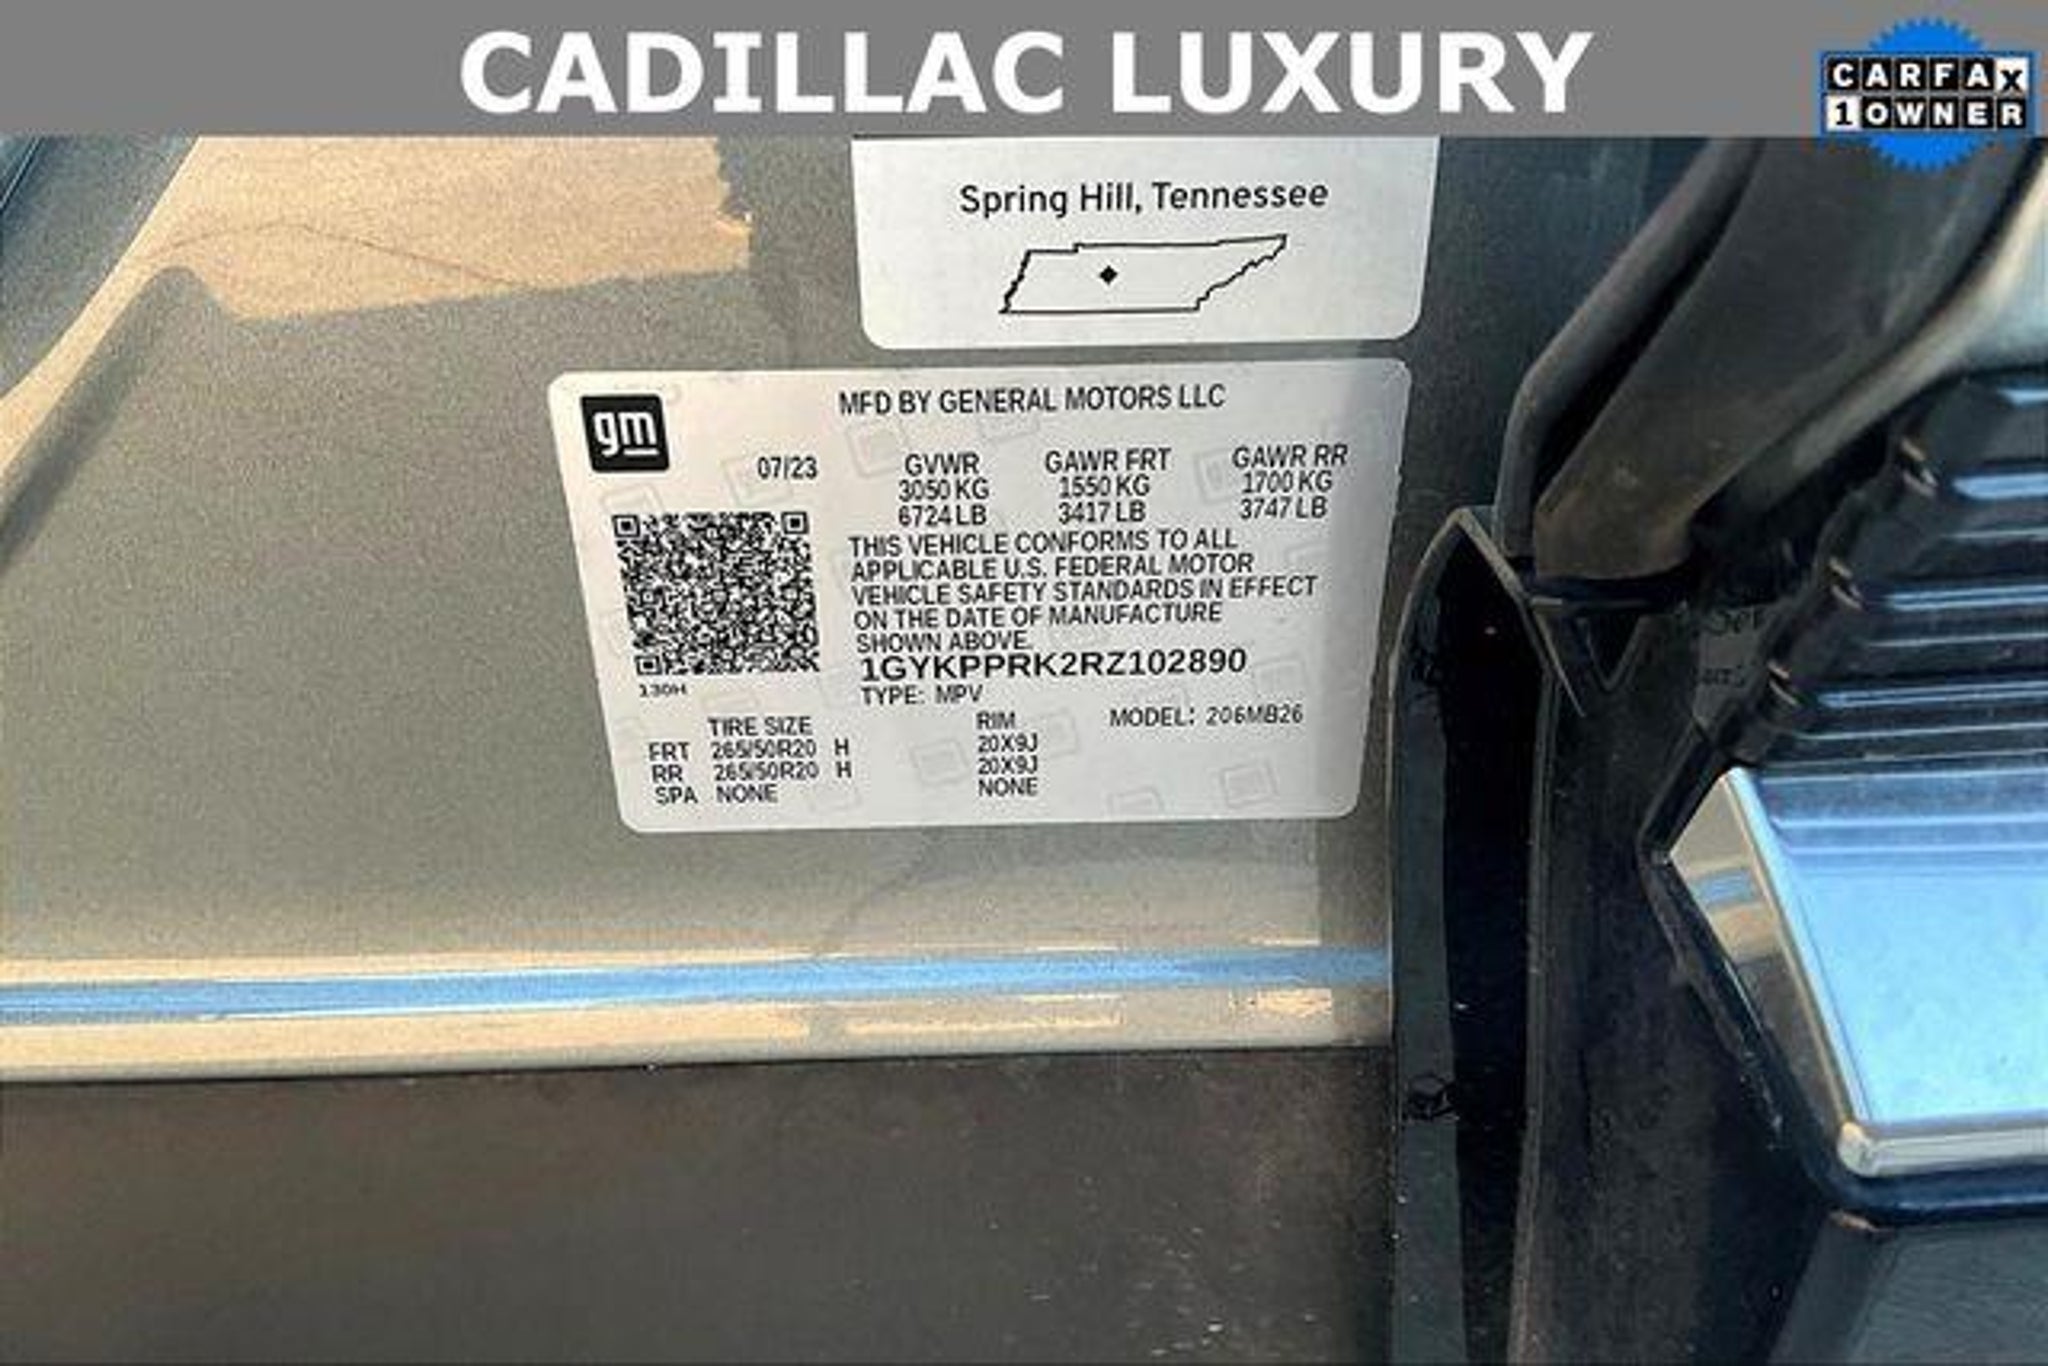 CADILLAC LUXURY
CARFAX
1 OWNER
Spring Hill, Tennessee
gm
MFD BY GENERAL MOTORS LLC
07/23 GVWR GAWR FRT GAWR RR
3050 KG 1550 KG 1700 KG
6724 LB 3417 LB 3747 LB
THIS VEHICLE CONFORMS TO ALL
APPLICABLE U.S. FEDERAL MOTOR
VEHICLE SAFETY STANDARDS IN EFFECT
ON THE DATE OF MANUFACTURE
SHOWN ABOVE.
1GYKPPRK2RZ102890
130H
TYPE: MPV
TIRE SIZE RIM MODEL: 206MB26
FRT 265/50R20 H 20X9J
RR 265/50R20 H 20X9J
SPA NONE NONE